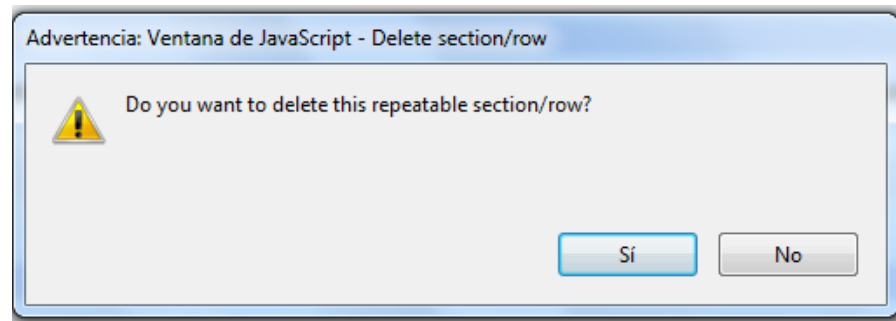 Advertencia: Ventana de JavaScript - Delete section/row
Do you want to delete this repeatable section/row?
Sí
No